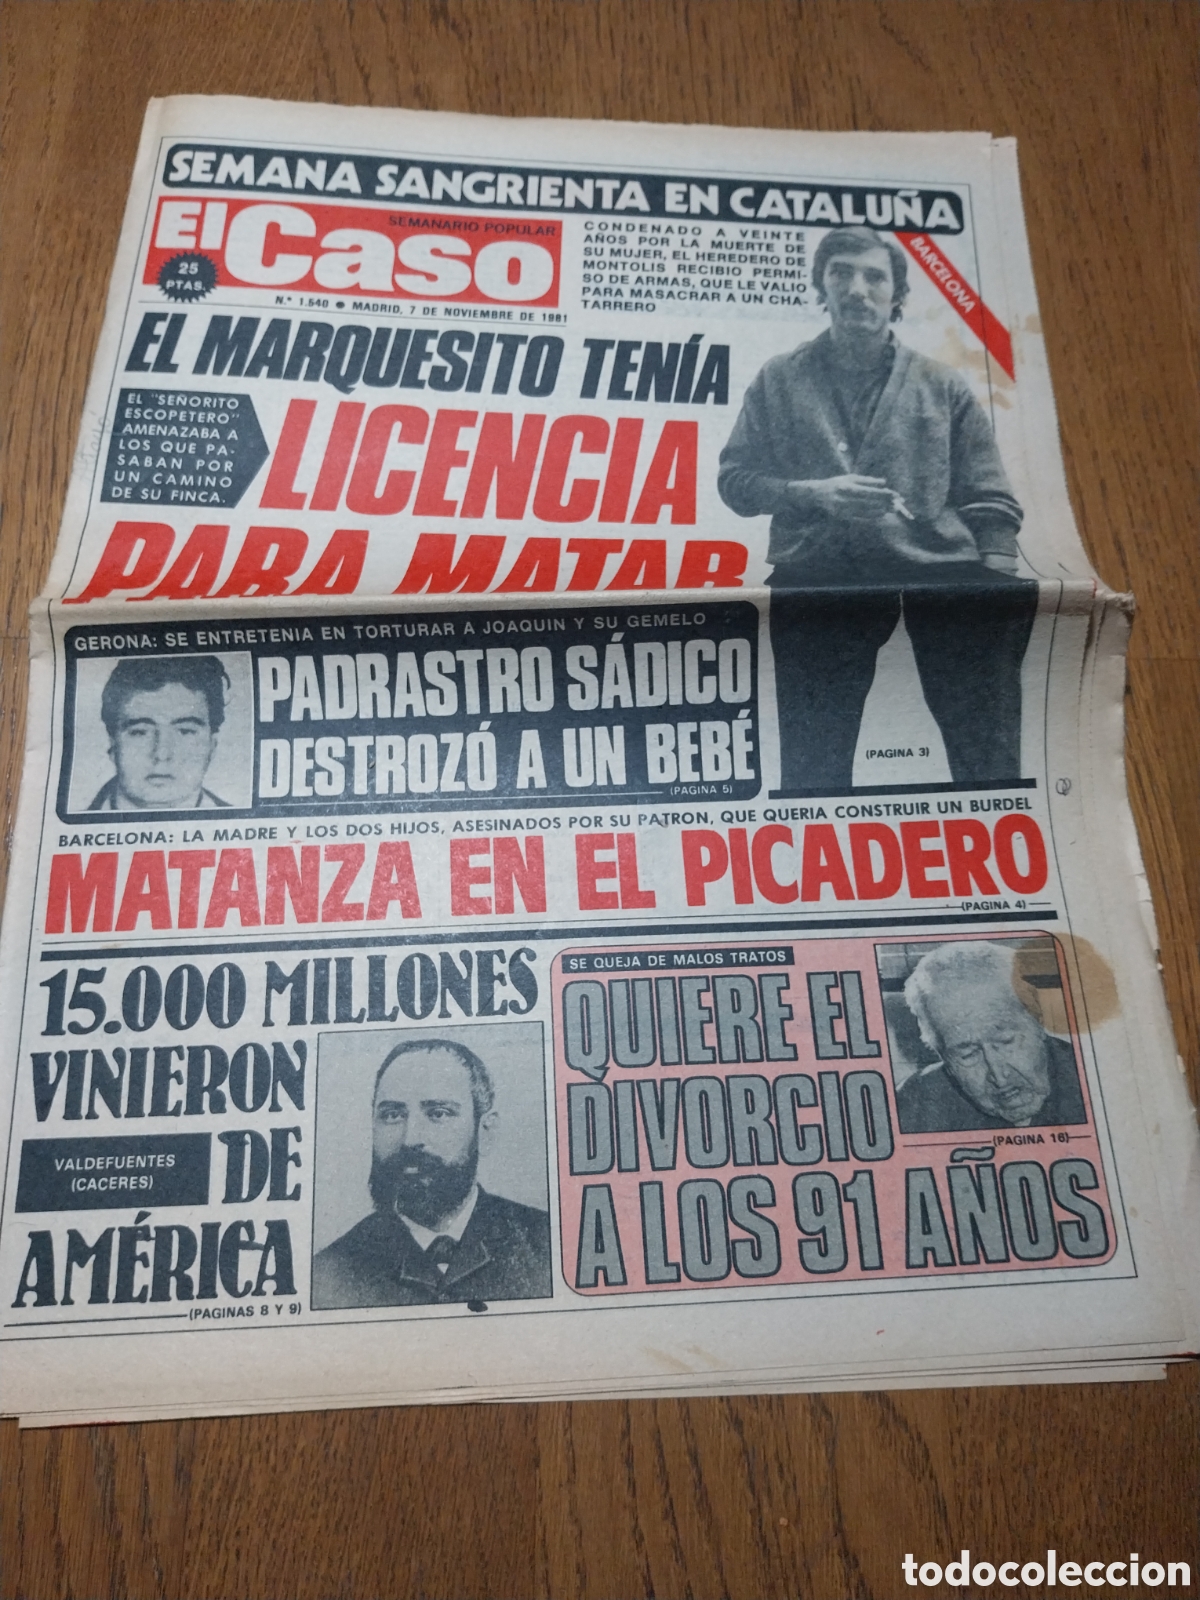 SEMANA SANGRIENTA EN CATALUÑA
El Caso
SEMANARIO POPULAR
25
PTAS.
N.° 1.540 ● MADRID, 7 DE NOVIEMBRE DE 1981
CONDENADO A VEINTE
AÑOS POR LA MUERTE DE
SU MUJER, EL HEREDERO DE
MONTOLIS RECIBIO PERMI-
SO DE ARMAS, QUE LE VALIO
PARA MASACRAR A UN CHA-
TARRERO
BARCELONA
EL MARQUESITO TENÍA
LICENCIA
PARA MATAR
EL "SEÑORITO
ESCOPETERO"
AMENAZABA A
LOS QUE PA-
SABAN POR
UN CAMINO
DE SU FINCA.
(PAGINA 3)
GERONA: SE ENTRETENIA EN TORTURAR A JOAQUIN Y SU GEMELO
PADRASTRO SÁDICO
DESTROZÓ A UN BEBÉ
(PAGINA 5)
BARCELONA: LA MADRE Y LOS DOS HIJOS, ASESINADOS POR SU PATRON, QUE QUERIA CONSTRUIR UN BURDEL
MATANZA EN EL PICADERO
(PAGINA 4)
15.000 MILLONES
VINIERON
DE
AMÉRICA
VALDEFUENTES
(CACERES)
(PAGINAS 8 Y 9)
SE QUEJA DE MALOS TRATOS
QUIERE EL
DIVORCIO
A LOS 91 AÑOS
(PAGINA 16)
todocoleccion